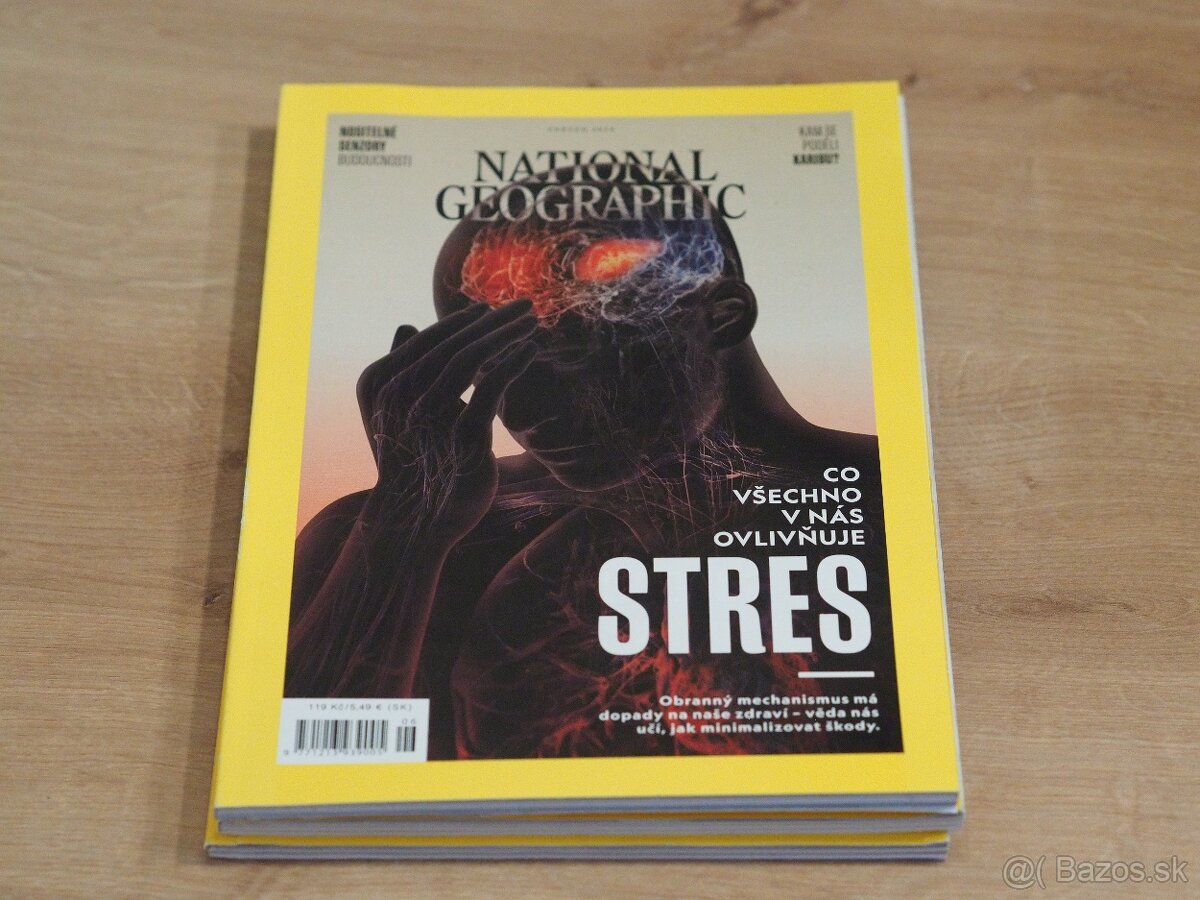 NOSITELNÉ
SENZORY
BUDOUCNOSTI
KAM SE
PODĚLI
KARIBU?
NATIONAL
GEOGRAPHIC
CO
VŠECHNO
V NÁS
OVLIVŇUJE
STRES
Obranný mechanismus má
dopady na naše zdraví – věda nás
učí, jak minimalizovat škody.
119 Kč/5,49 € (SK)
06
@( Bazos.sk